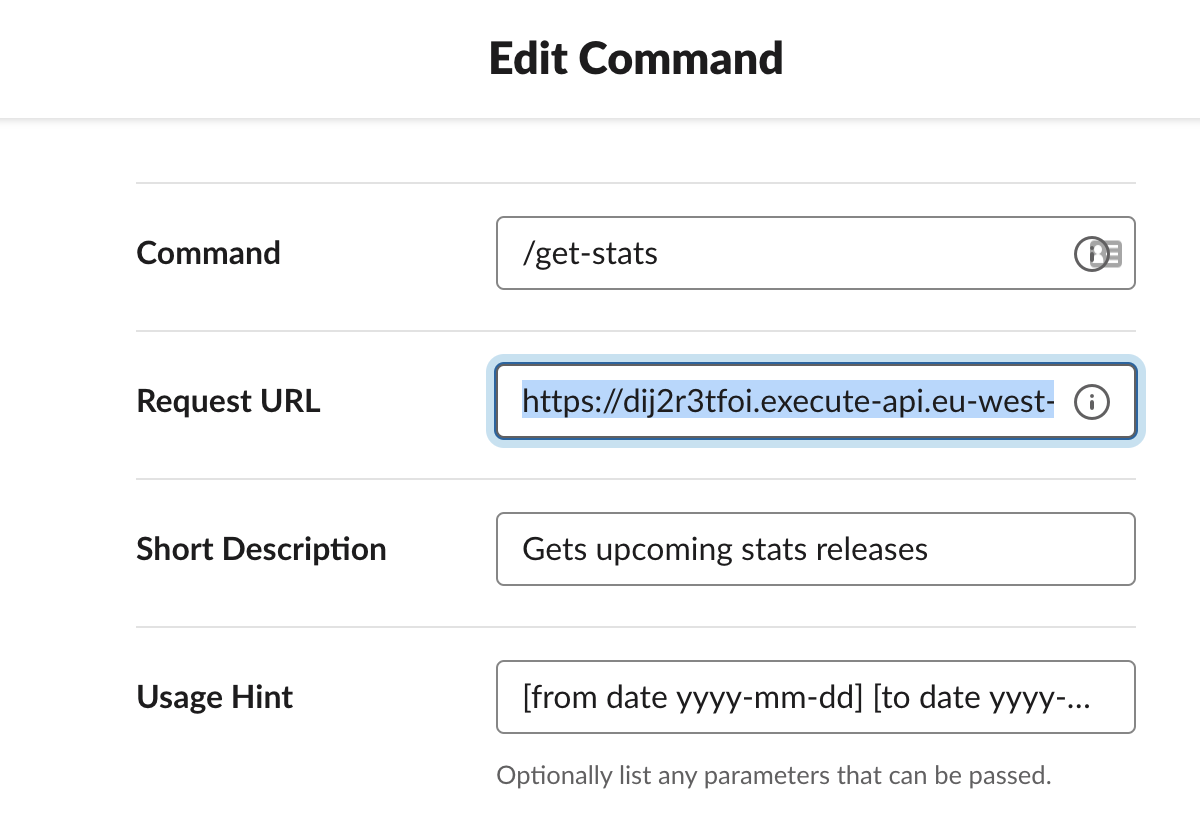 Edit Command
Command
/get-stats
Request URL
https://dij2r3tfoi.execute-api.eu-west-
Short Description
Gets upcoming stats releases
Usage Hint
[from date yyyy-mm-dd] [to date yyyy-...
Optionally list any parameters that can be passed.